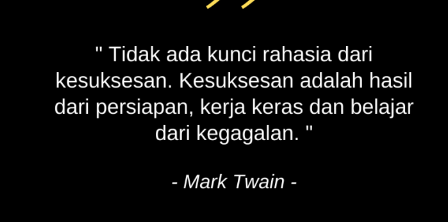 " Tidak ada kunci rahasia dari
kesuksesan. Kesuksesan adalah hasil
dari persiapan, kerja keras dan belajar
dari kegagalan. "
- Mark Twain -